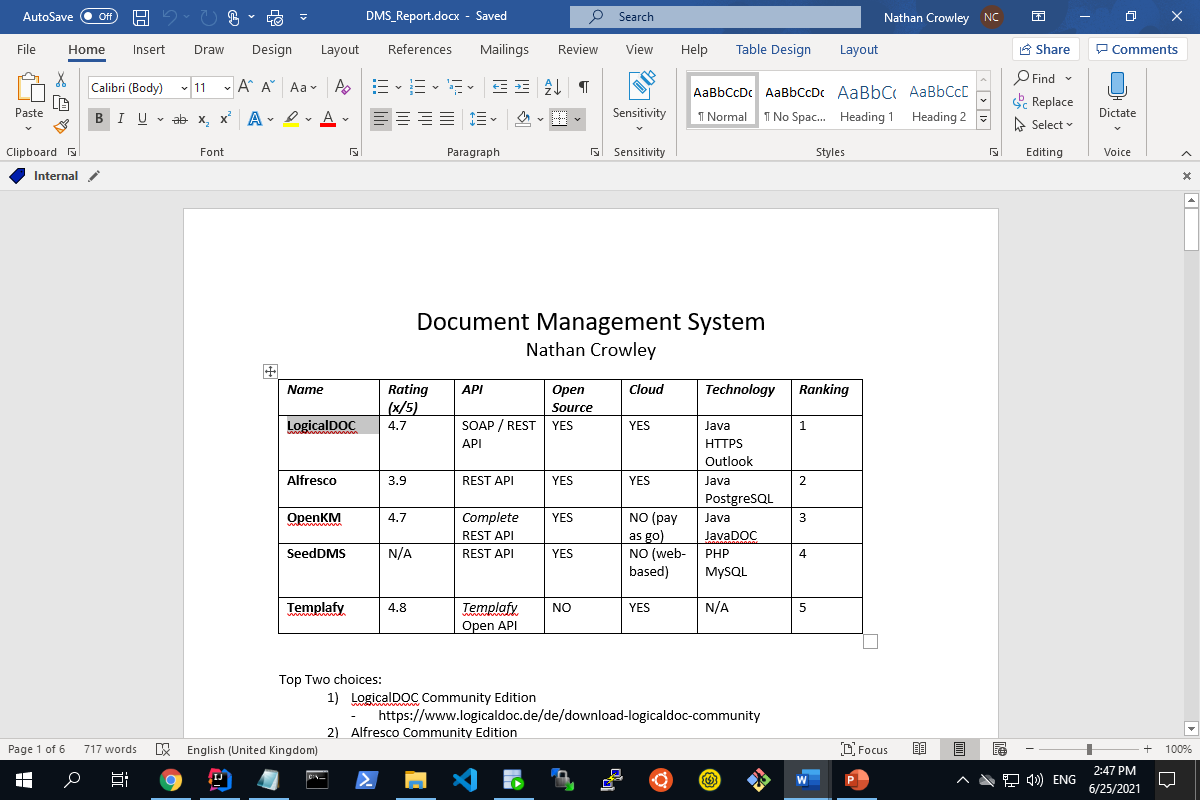 AutoSave Off DMS_Report.docx - Saved Search Nathan Crowley NC
File Home Insert Draw Design Layout References Mailings Review View Help Table Design Layout Share Comments
Paste Calibri (Body) 11 A A Aa A Sensitivity AaBbCcDc AaBbCcDc AaBbCc AaBbCcC Find Replace Select Dictate
B I U ab x₂ x² A A ¶ Normal ¶ No Spac... Heading 1 Heading 2
Clipboard Font Paragraph Sensitivity Styles Editing Voice
Internal
Document Management System
Nathan Crowley
Name Rating (x/5) API Open Source Cloud Technology Ranking
LogicalDOC 4.7 SOAP / REST API YES YES Java HTTPS Outlook 1
Alfresco 3.9 REST API YES YES Java PostgreSQL 2
OpenKM 4.7 Complete REST API YES NO (pay as go) Java JavaDOC 3
SeedDMS N/A REST API YES NO (web-based) PHP MySQL 4
Templafy 4.8 Templafy Open API NO YES N/A 5
Top Two choices:
1) LogicalDOC Community Edition
- https://www.logicaldoc.de/de/download-logicaldoc-community
2) Alfresco Community Edition
Page 1 of 6 717 words English (United Kingdom) Focus 100%
ENG 2:47 PM
6/25/2021